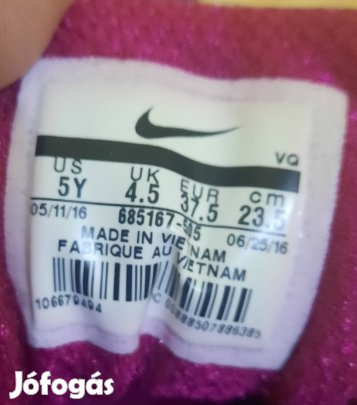 VQ
US UK EUR cm
5Y 4.5 37.5 23.5
05/11/16 685167-505 06/25/16
MADE IN VIETNAM
FABRIQUE AU VIETNAM
106679494
Jófogás